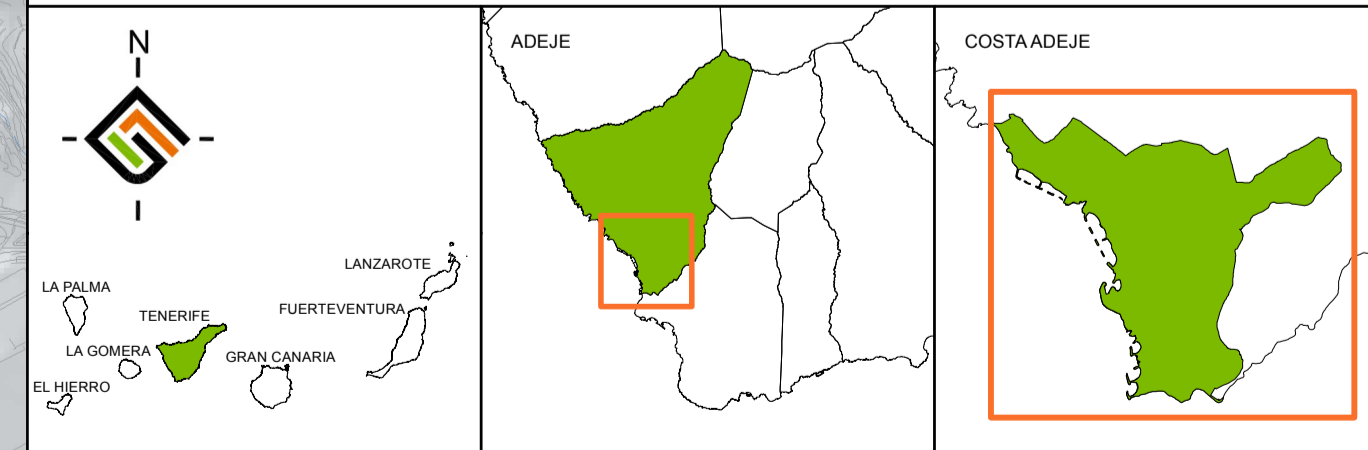 N
LANZAROTE
LA PALMA
FUERTEVENTURA
TENERIFE
LA GOMERA
GRAN CANARIA
EL HIERRO
ADEJE
COSTA ADEJE